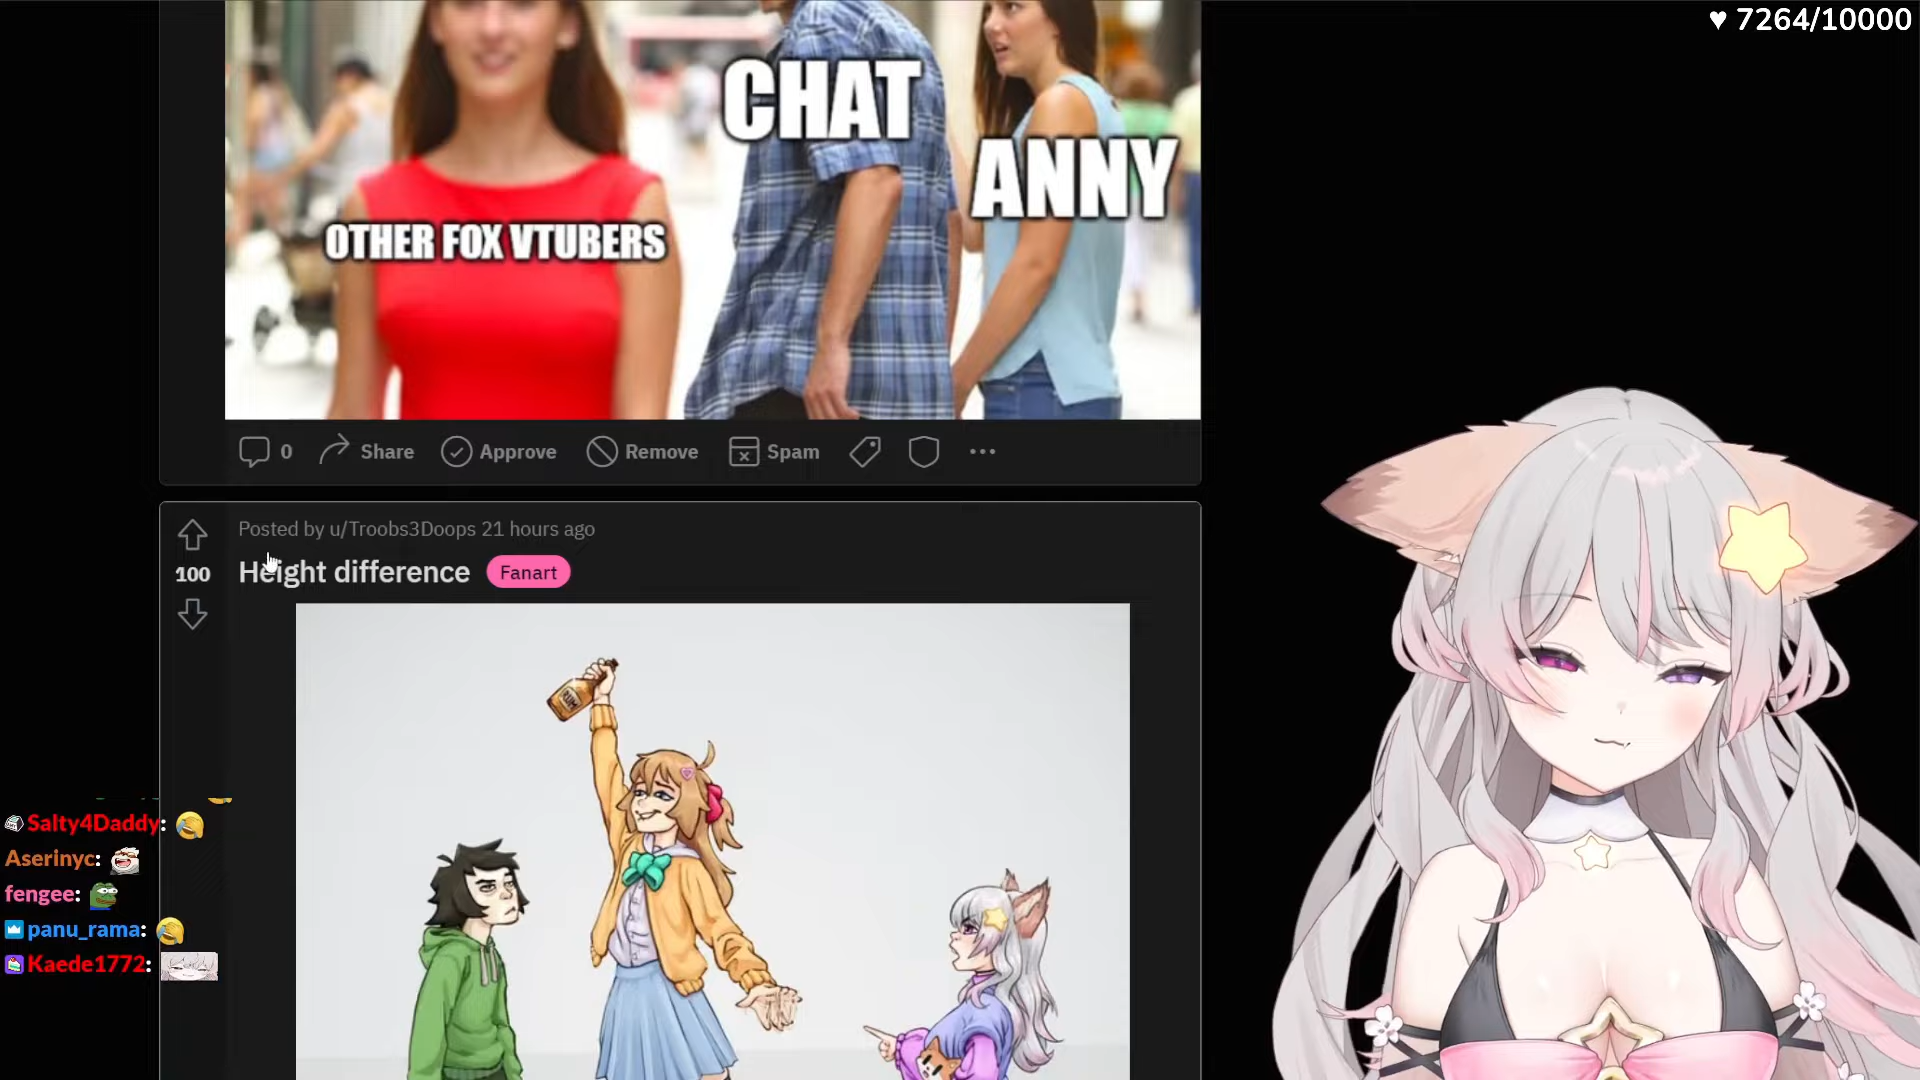 ♥ 7264/10000
CHAT
ANNY
OTHER FOX VTUBERS
0 Share Approve Remove Spam
Posted by u/Troobs3Doops 21 hours ago
100
Height difference Fanart
RUM
Salty4Daddy:
Aserinyc:
fengee:
panu_rama:
Kaede1772: